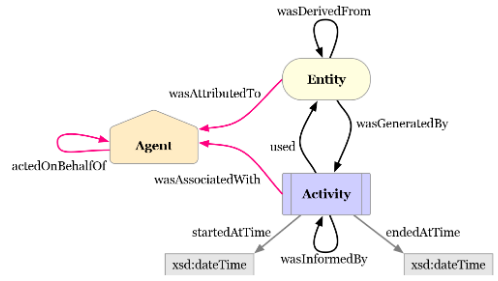 wasDerivedFrom
Entity
wasAttributedTo
wasGeneratedBy
Agent
used
actedOnBehalfOf
wasAssociatedWith
Activity
startedAtTime
endedAtTime
wasInformedBy
xsd:dateTime
xsd:dateTime